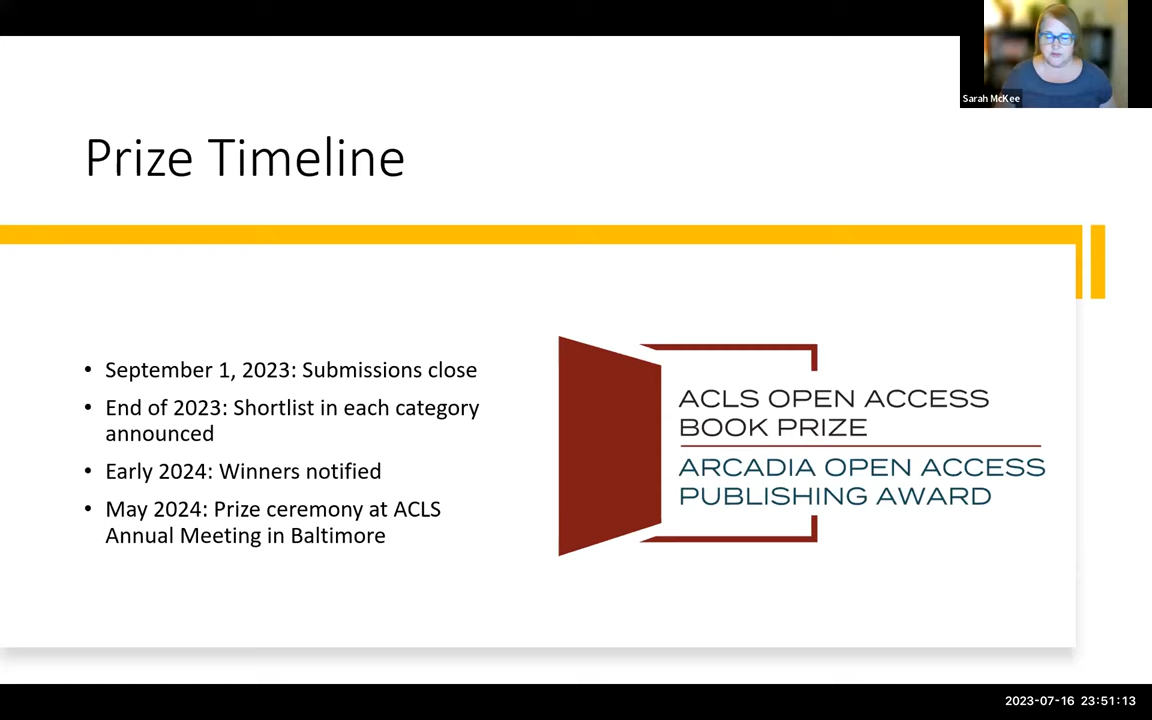 Sarah McKee
Prize Timeline
• September 1, 2023: Submissions close
• End of 2023: Shortlist in each category
announced
• Early 2024: Winners notified
• May 2024: Prize ceremony at ACLS
Annual Meeting in Baltimore
ACLS OPEN ACCESS
BOOK PRIZE
ARCADIA OPEN ACCESS
PUBLISHING AWARD
2023-07-16 23:51:13